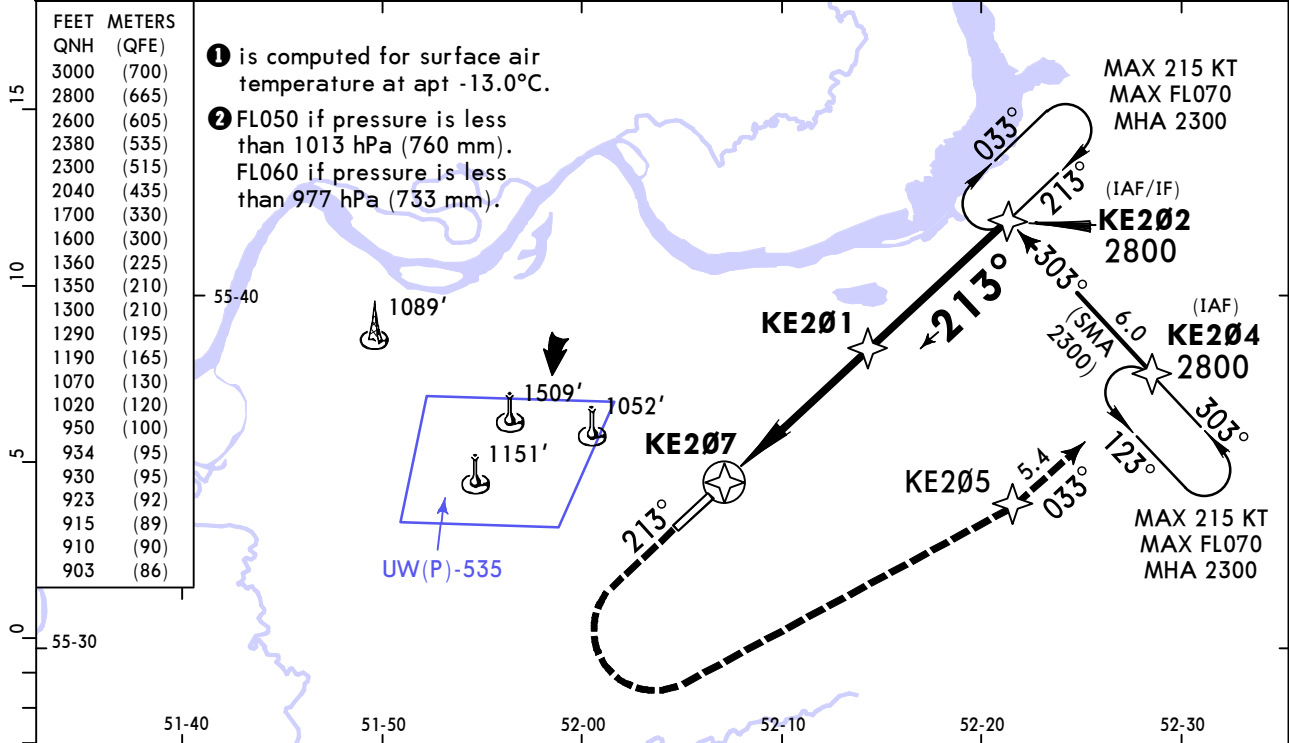 FEET METERS
QNH (QFE)
3000 (700)
2800 (665)
2600 (605)
2380 (535)
2300 (515)
2040 (435)
1700 (330)
1600 (300)
1360 (225)
1350 (210)
1300 (210)
1290 (195)
1190 (165)
1070 (130)
1020 (120)
950 (100)
934 (95)
930 (95)
923 (92)
915 (89)
910 (90)
903 (86)
❶ is computed for surface air
temperature at apt -13.0°C.
❷ FL050 if pressure is less
than 1013 hPa (760 mm).
FL060 if pressure is less
than 977 hPa (733 mm).
MAX 215 KT
MAX FL070
MHA 2300
033°
213°
(IAF/IF)
KE2Ø2
2800
303°
6.0
(SMA
2300)
(IAF)
KE2Ø4
2800
303°
123°
MAX 215 KT
MAX FL070
MHA 2300
213°
KE2Ø1
KE2Ø7
213°
KE2Ø5
5.4
033°
1089'
1509'
1052'
1151'
UW(P)-535
15
10
5
0
55-40
55-30
51-40
51-50
52-00
52-10
52-20
52-30